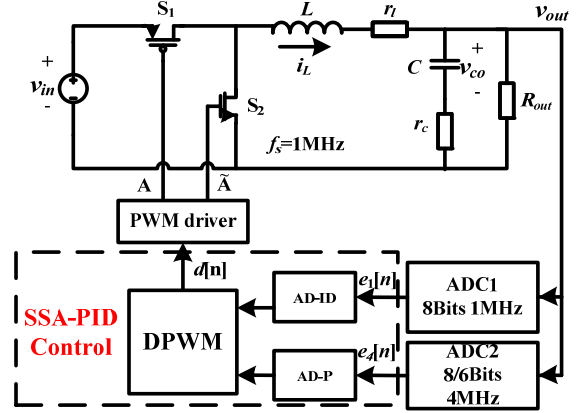 S1
L
rl
vout
+
vin
-
iL
S2
C
+
vco
-
Rout
rc
fs=1MHz
A
Ã
PWM driver
d[n]
SSA-PID
Control
DPWM
AD-ID
e1[n]
ADC1
8Bits 1MHz
AD-P
e4[n]
ADC2
8/6Bits
4MHz